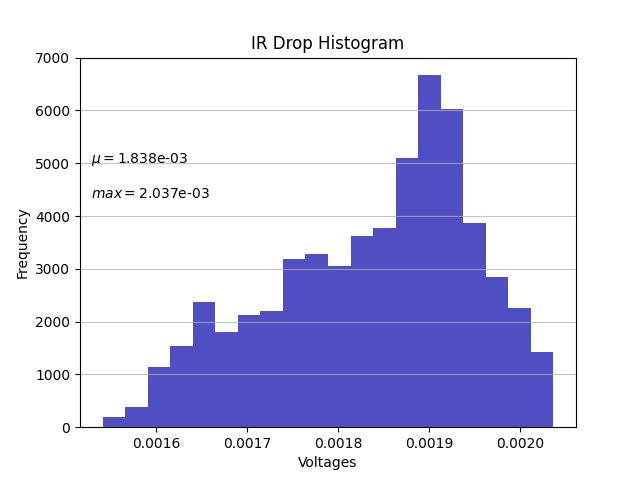 IR Drop Histogram
7000
6000
5000
4000
3000
2000
1000
0
Frequency
μ = 1.838e-03
max = 2.037e-03
0.0016 0.0017 0.0018 0.0019 0.0020
Voltages